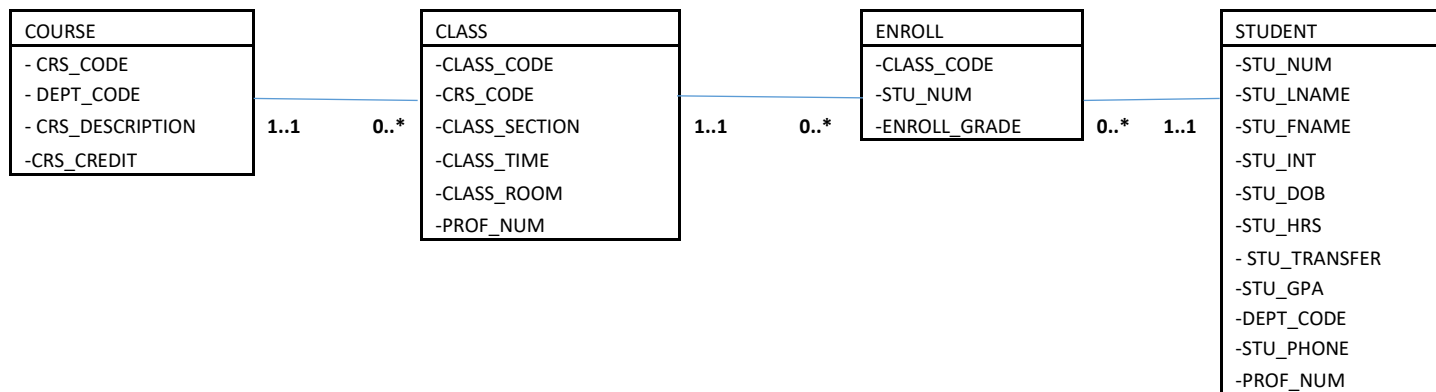 COURSE
- CRS_CODE
- DEPT_CODE
- CRS_DESCRIPTION
-CRS_CREDIT
1..1
0..*
CLASS
-CLASS_CODE
-CRS_CODE
-CLASS_SECTION
-CLASS_TIME
-CLASS_ROOM
-PROF_NUM
1..1
0..*
ENROLL
-CLASS_CODE
-STU_NUM
-ENROLL_GRADE
0..*
1..1
STUDENT
-STU_NUM
-STU_LNAME
-STU_FNAME
-STU_INT
-STU_DOB
-STU_HRS
- STU_TRANSFER
-STU_GPA
-DEPT_CODE
-STU_PHONE
-PROF_NUM